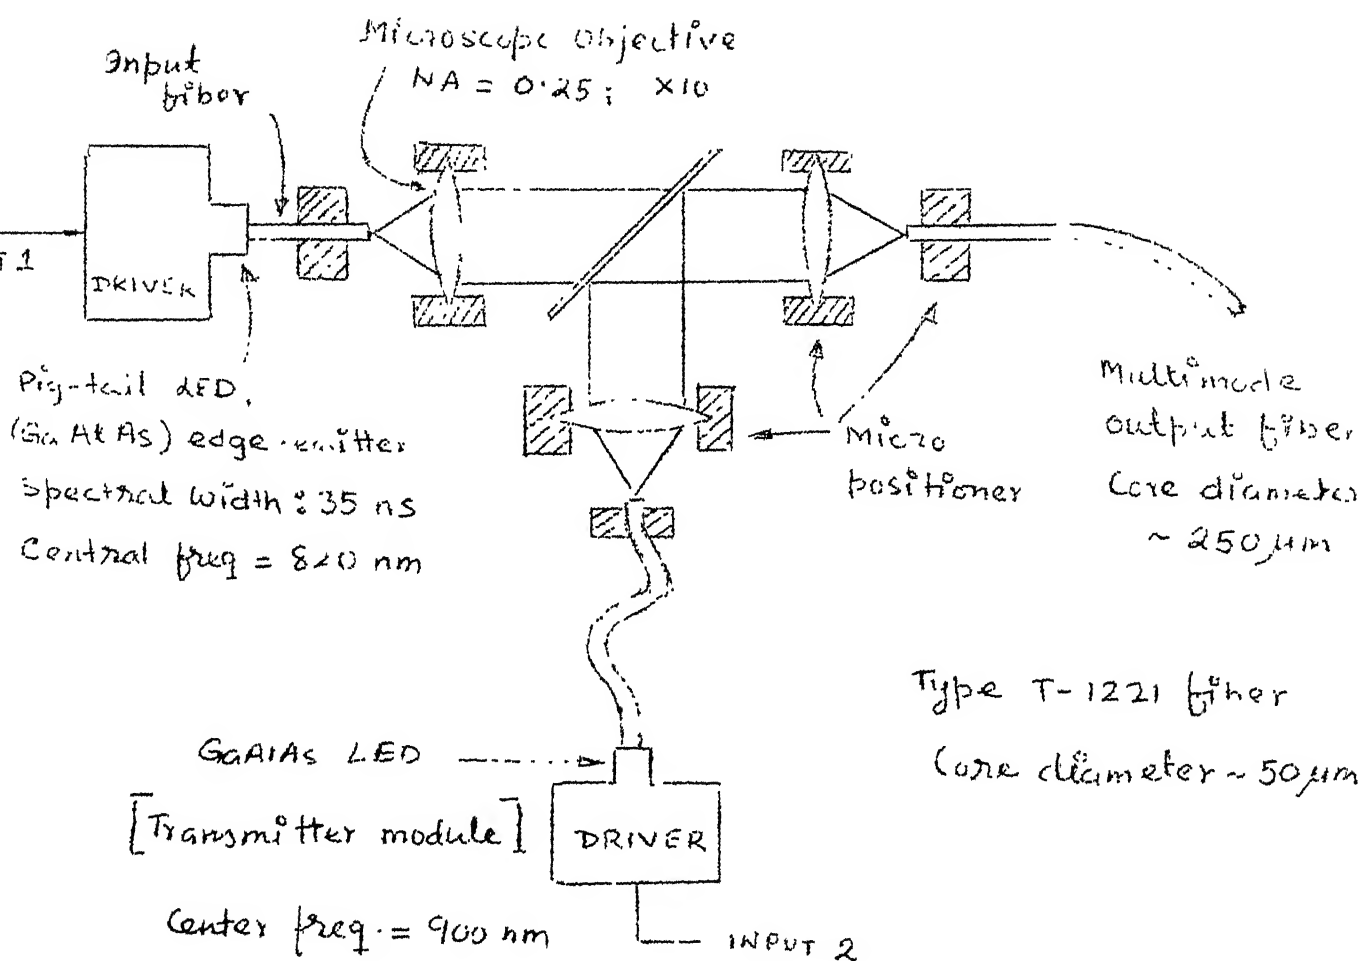 Microscope objective
NA = 0.25; X10
Input
fiber
T 1
DRIVER
Pig-tail LED,
(Ga Al As) edge-emitter
Spectral width : 35 ns
Central freq = 820 nm
Micro
positioner
Multimode
output fiber
Core diameter
~ 250 μm
Type T-1221 fiber
Core diameter ~ 50 μm
GaAlAs LED
[Transmitter module]
DRIVER
Center freq. = 900 nm
INPUT 2